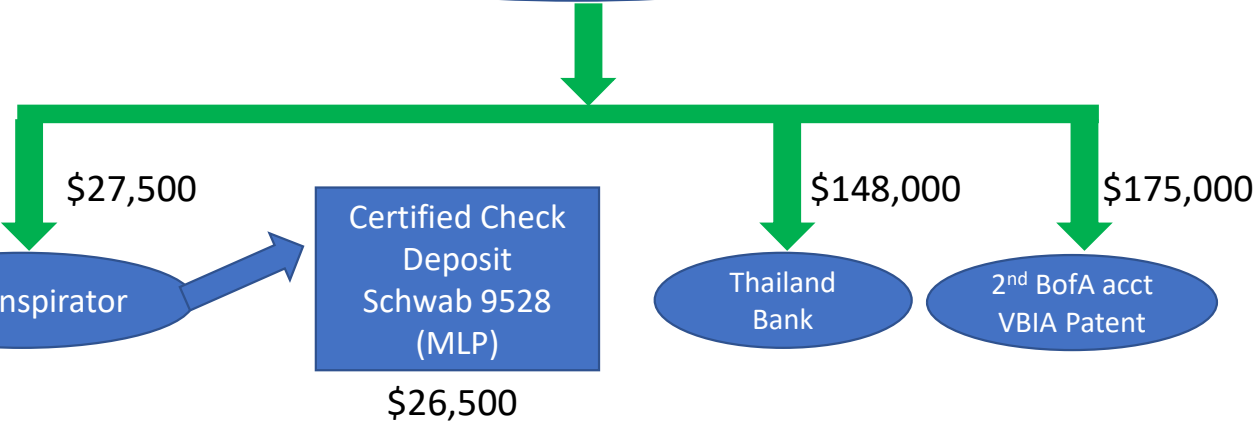 $27,500
$148,000
$175,000
nspirator
Certified Check
Deposit
Schwab 9528
(MLP)
Thailand
Bank
2nd BofA acct
VBIA Patent
$26,500